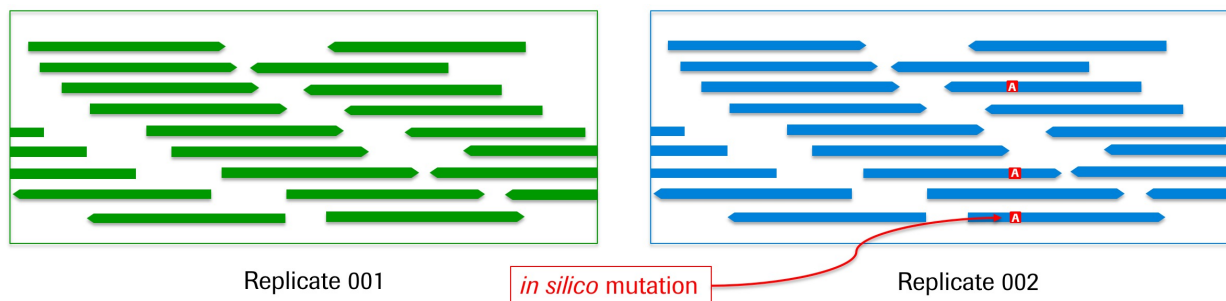 A
A
A
Replicate 001
in silico mutation
Replicate 002